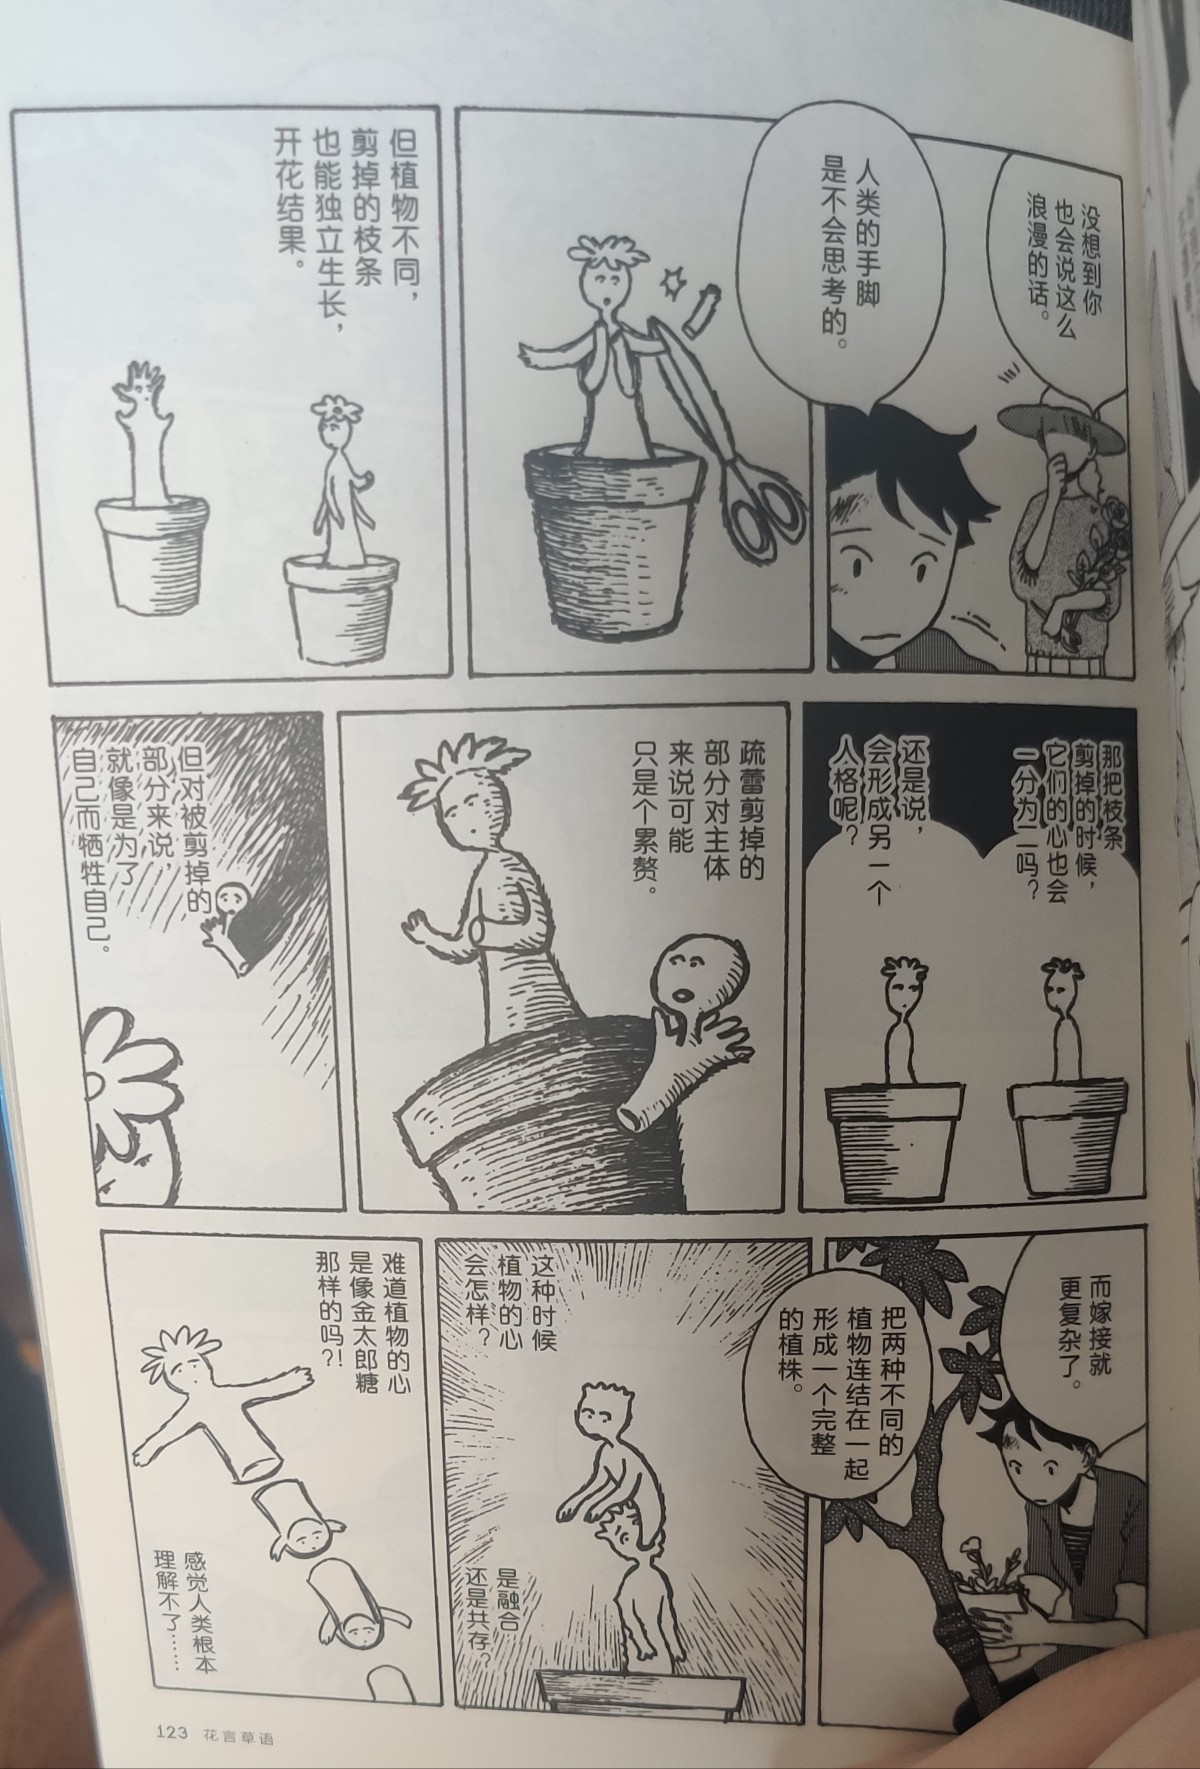 没想到你
也会说这么
浪漫的话。
人类的手脚
是不会思考的。
但植物不同，
剪掉的枝条
也能独立生长，
开花结果。
那把枝条
剪掉的时候，
它们的心也会
一分为二吗？
还是说，
会形成另一个
人格呢？
疏蕾剪掉的
部分对主体
来说可能
只是个累赘。
但对被剪掉的
部分来说，
就像是为了
自己而牺牲自己。
而嫁接就
更复杂了。
把两种不同的
植物连结在一起
形成一个完整
的植株。
这种时候
植物的心
会怎样？
是融合
还是共存？
难道植物的心
是像金太郎糖
那样的吗？！
感觉人类根本
理解不了……
123 花言草语